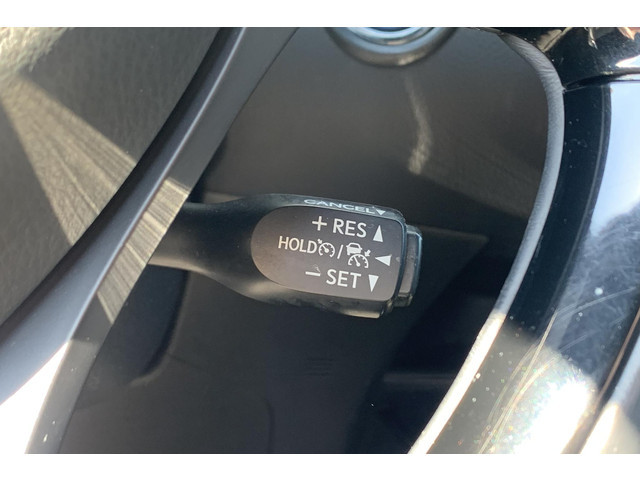 CANCEL▼
+ RES ▲
HOLD / ◀
− SET ▼